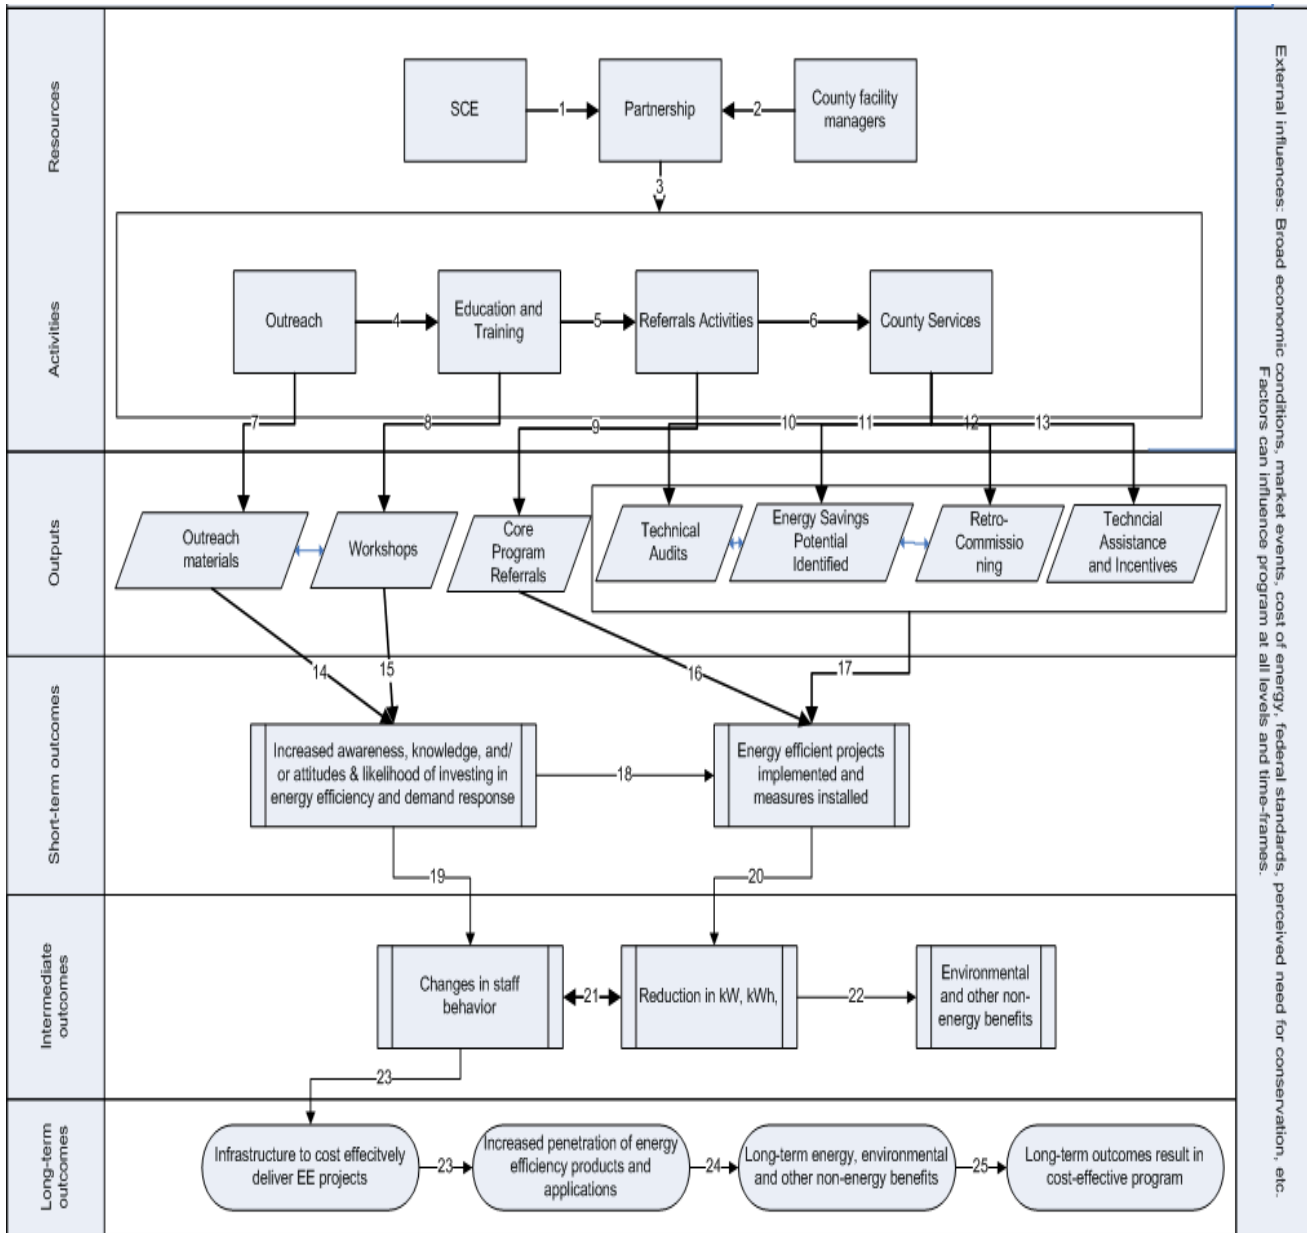 Resources
SCE
1
Partnership
2
County facility
managers
3
Activities
Outreach
4
Education and
Training
5
Referrals Activities
6
County Services
7
8
9
10
11
12
13
Outputs
Outreach
materials
Workshops
Core
Program
Referrals
Technical
Audits
Energy Savings
Potential
Identified
Retro-
Commissio
ning
Techncial
Assistance
and Incentives
14
15
16
17
Short-term outcomes
Increased awareness, knowledge, and/
or attitudes & likelihood of investing in
energy efficiency and demand response
18
Energy efficient projects
implemented and
measures installed
19
20
Intermediate
outcomes
Changes in staff
behavior
21
Reduction in kW, kWh,
22
Environmental
and other non-
energy benefits
23
Long-term
outcomes
Infrastructure to cost effecitvely
deliver EE projects
23
Increased penetration of energy
efficiency products and
applications
24
Long-term energy, environmental
and other non-energy benefits
25
Long-term outcomes result in
cost-effective program
External influences: Broad economic conditions, market events, cost of energy, federal standards, perceived need for conservation, etc.
Factors can influence program at all levels and time-frames.